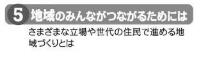 5 地域のみんながつながるためには
さまざまな立場や世代の住民で進める地
域づくりとは